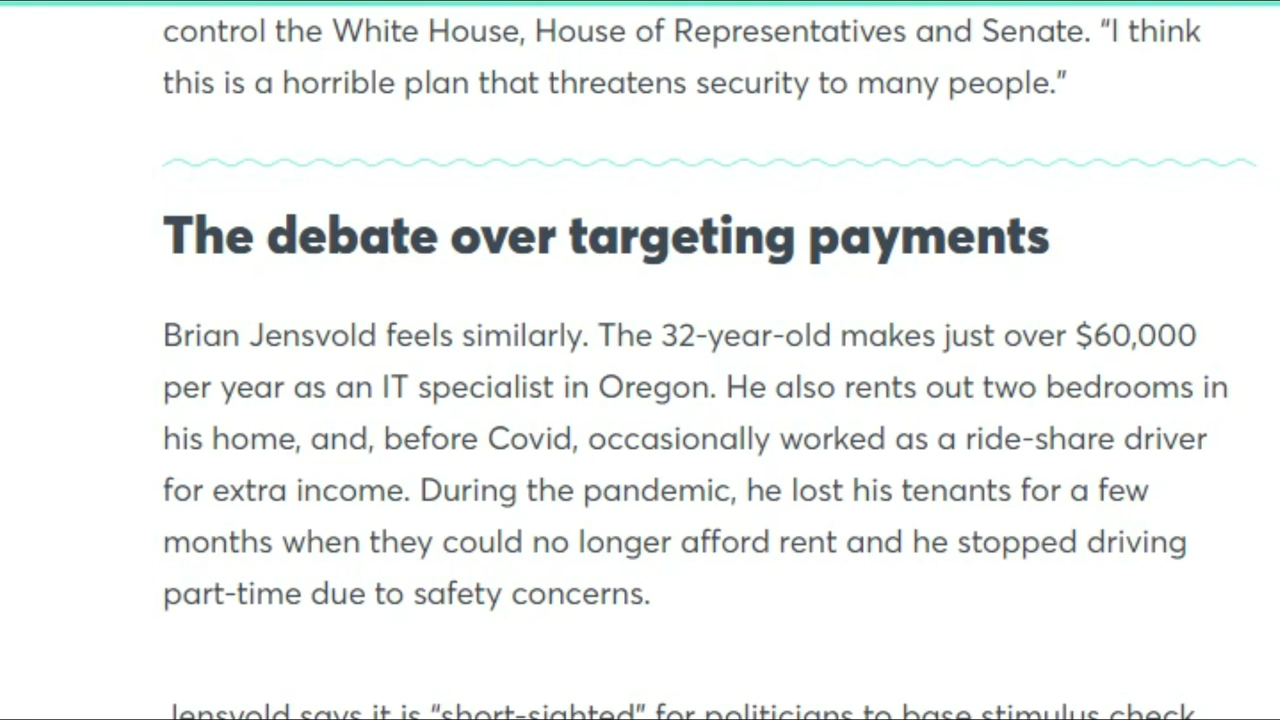 control the White House, House of Representatives and Senate. “I think
this is a horrible plan that threatens security to many people.”
The debate over targeting payments
Brian Jensvold feels similarly. The 32-year-old makes just over $60,000
per year as an IT specialist in Oregon. He also rents out two bedrooms in
his home, and, before Covid, occasionally worked as a ride-share driver
for extra income. During the pandemic, he lost his tenants for a few
months when they could no longer afford rent and he stopped driving
part-time due to safety concerns.
Jensvold says it is “short-sighted” for politicians to base stimulus check